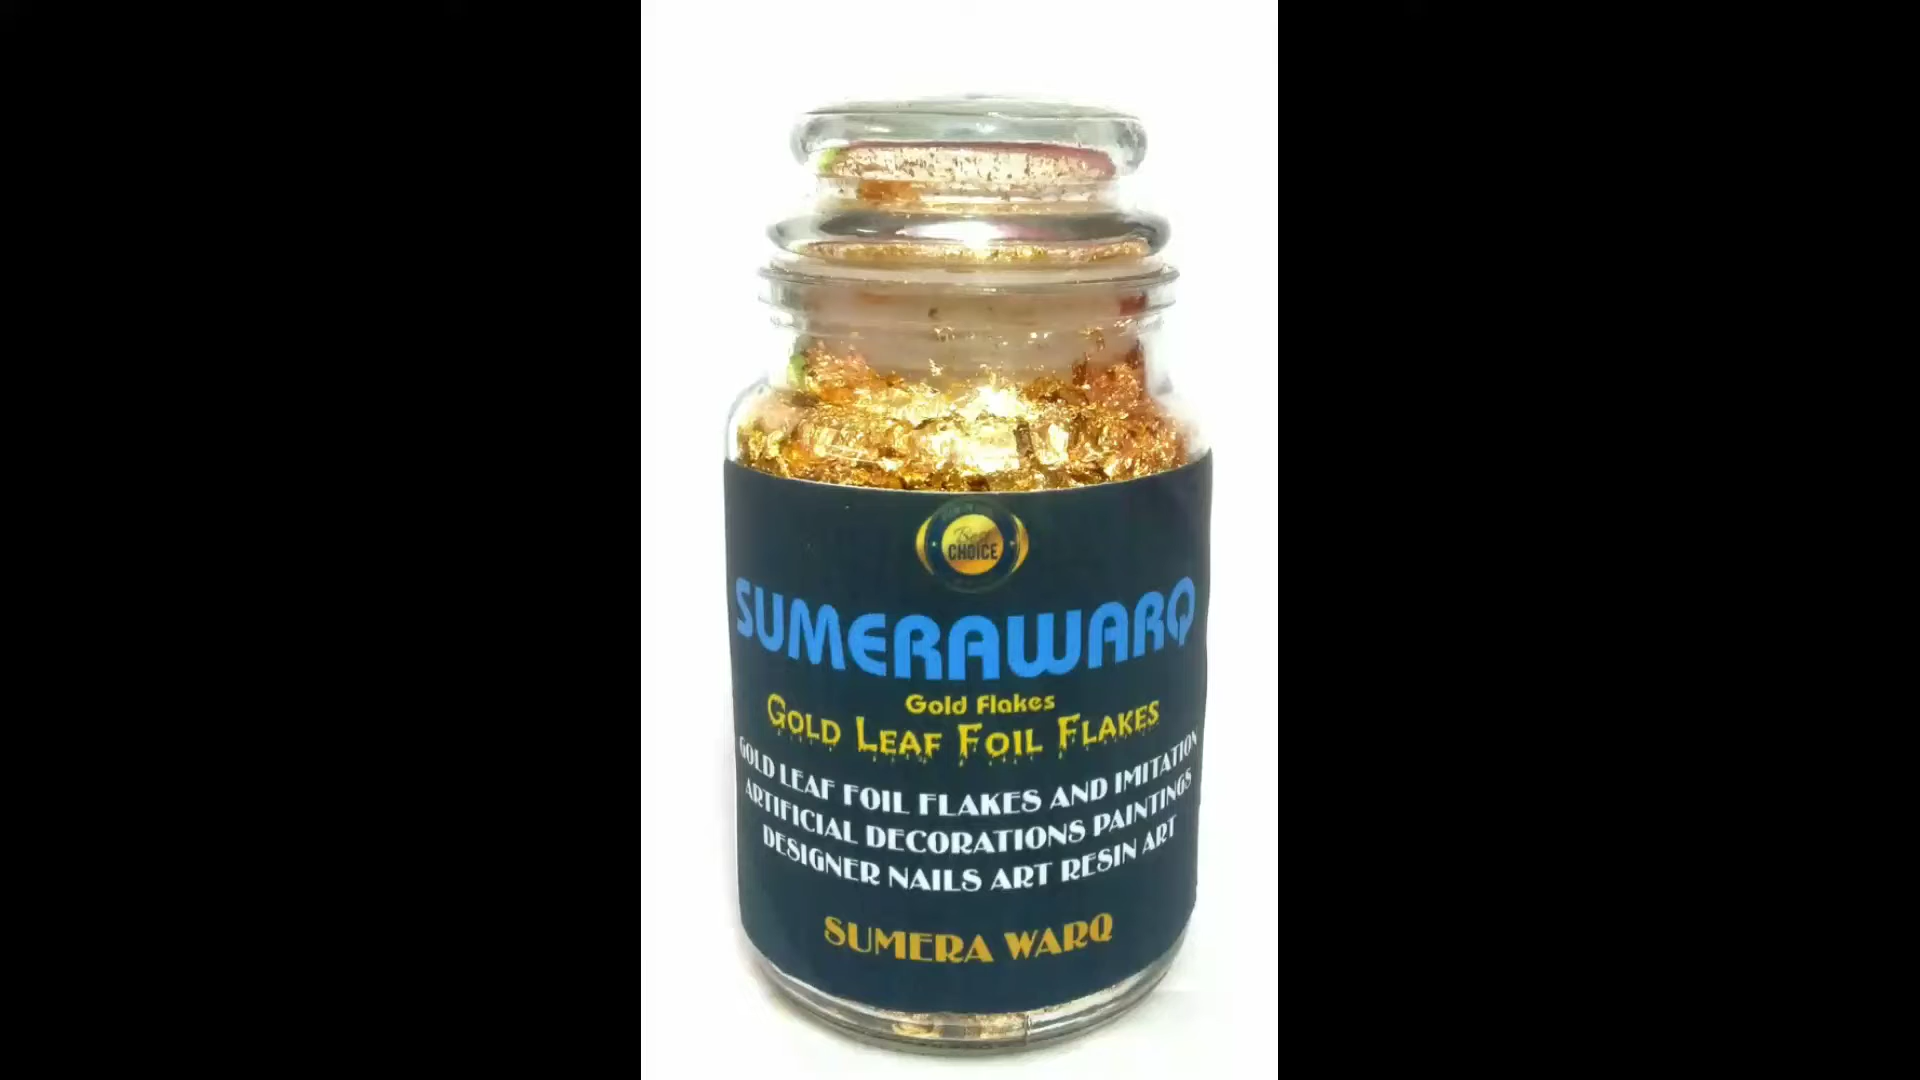 Best
CHOICE
SUMERAWARQ
Gold Flakes
GOLD LEAF FOIL FLAKES
GOLD LEAF FOIL FLAKES AND IMITATION
ARTIFICIAL DECORATIONS PAINTINGS
DESIGNER NAILS ART RESIN ART
SUMERA WARQ